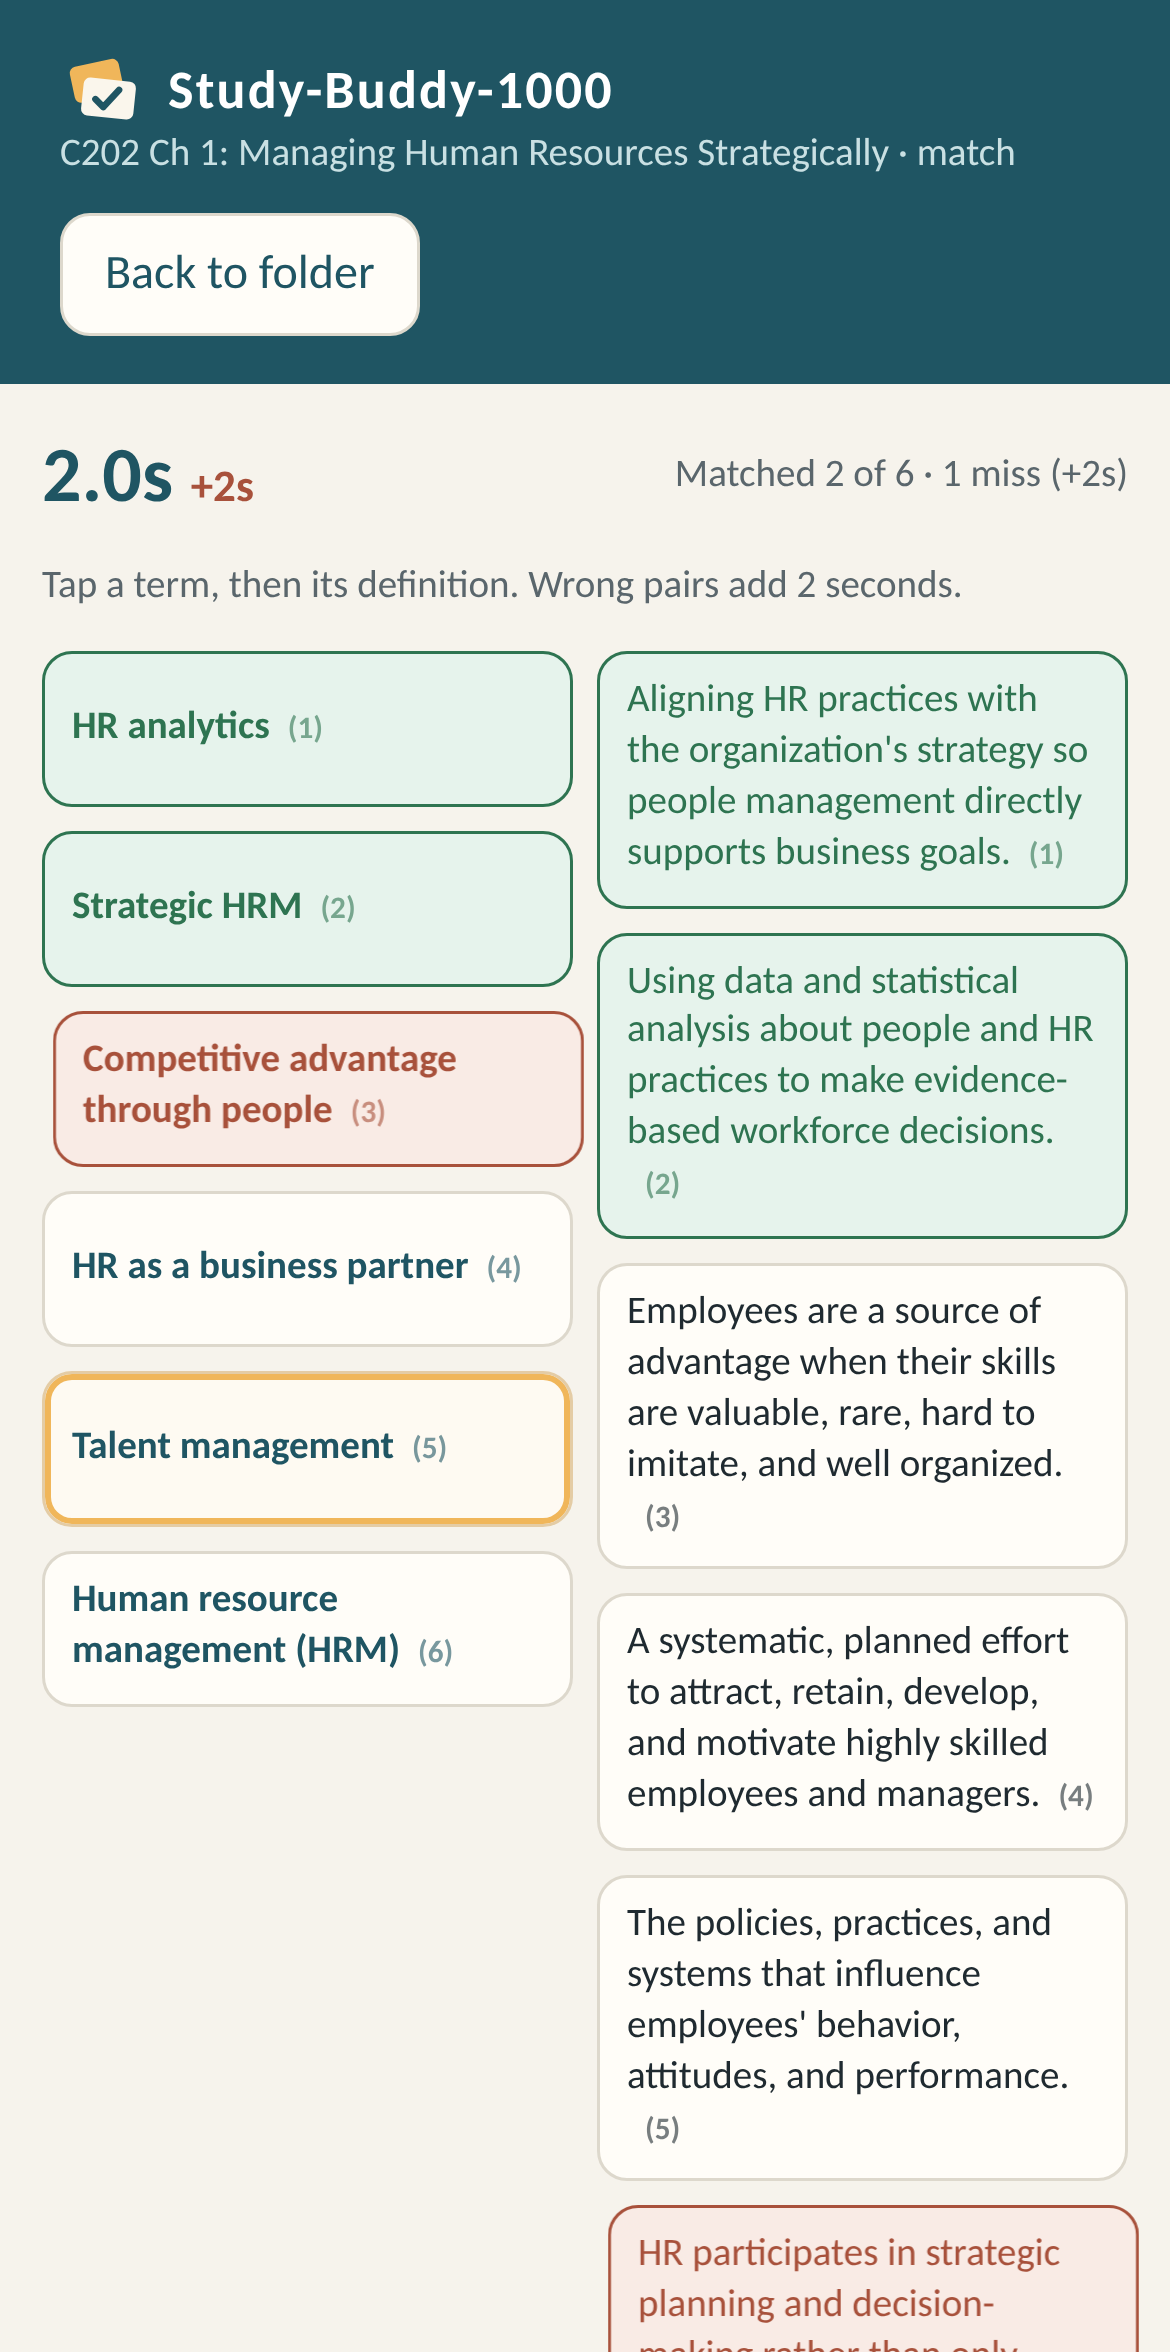 Study-Buddy-1000
C202 Ch 1: Managing Human Resources Strategically · match
Back to folder
2.0s +2s
Matched 2 of 6 · 1 miss (+2s)
Tap a term, then its definition. Wrong pairs add 2 seconds.
HR analytics (1)
Strategic HRM (2)
Competitive advantage
through people (3)
HR as a business partner (4)
Talent management (5)
Human resource
management (HRM) (6)
Aligning HR practices with
the organization's strategy so
people management directly
supports business goals. (1)
Using data and statistical
analysis about people and HR
practices to make evidence-
based workforce decisions.
(2)
Employees are a source of
advantage when their skills
are valuable, rare, hard to
imitate, and well organized.
(3)
A systematic, planned effort
to attract, retain, develop,
and motivate highly skilled
employees and managers. (4)
The policies, practices, and
systems that influence
employees' behavior,
attitudes, and performance.
(5)
HR participates in strategic
planning and decision-
making rather than only